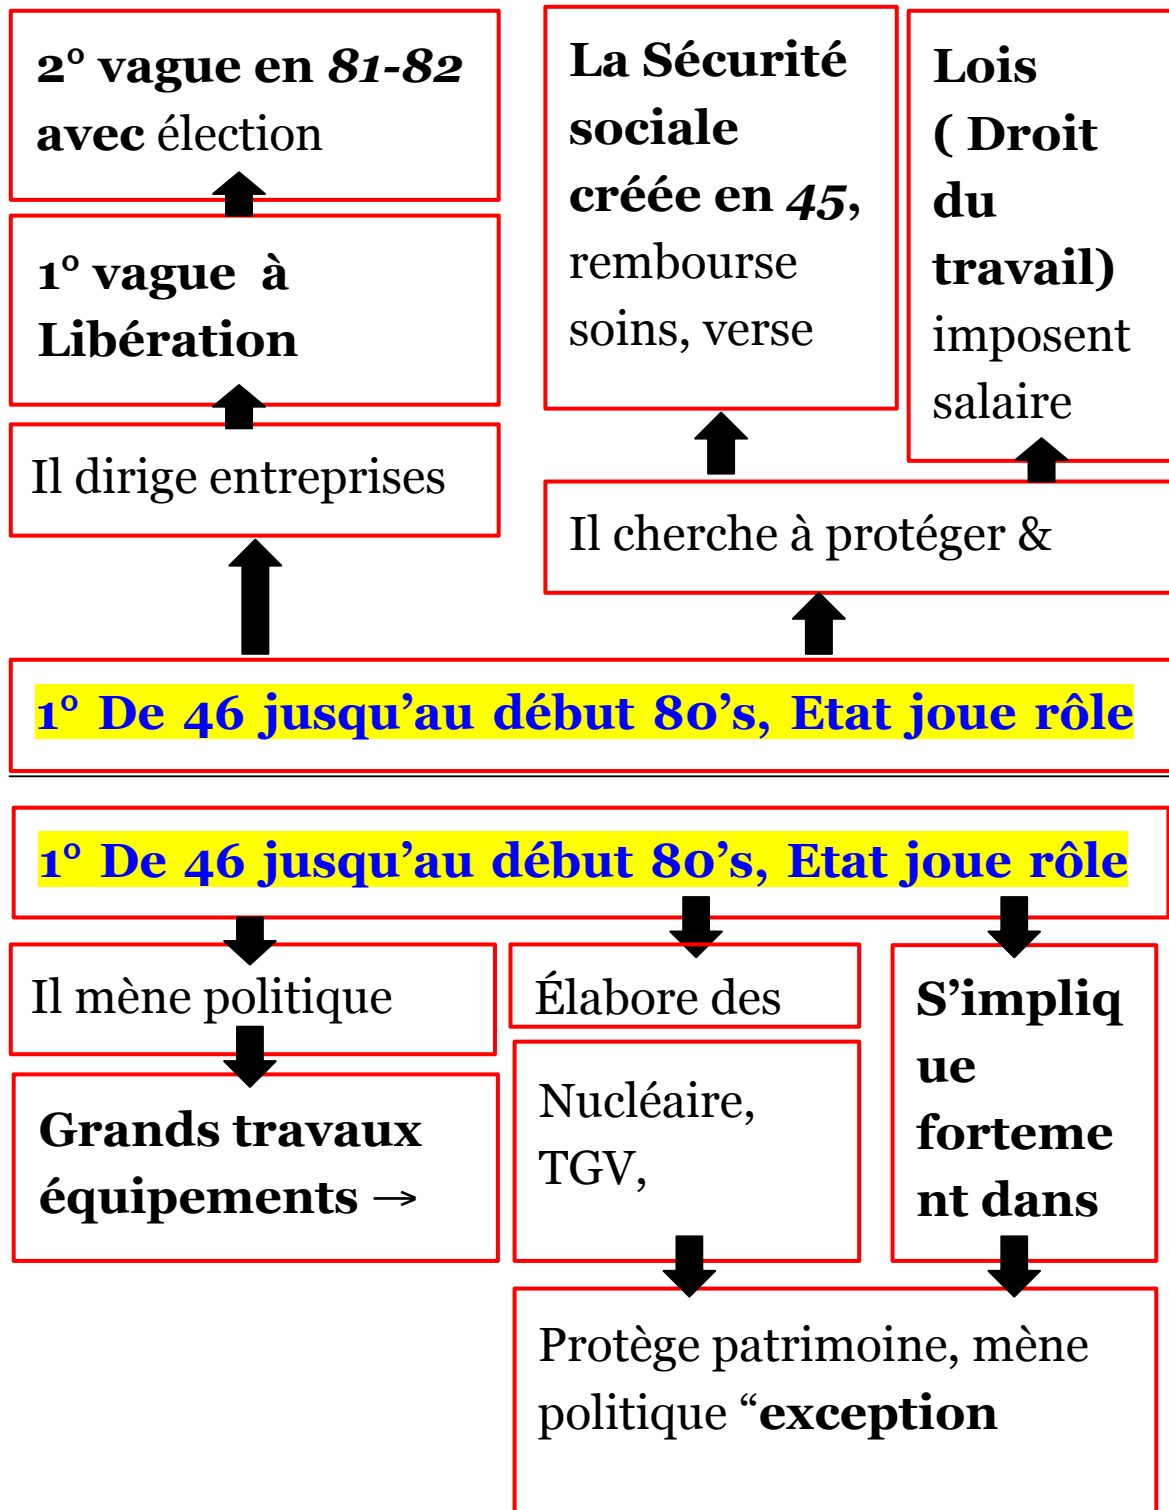 2° vague en 81-82
avec élection
1° vague à
Libération
Il dirige entreprises
La Sécurité
sociale
créée en 45,
rembourse
soins, verse
Lois
( Droit
du
travail)
imposent
salaire
Il cherche à protéger &
1° De 46 jusqu’au début 80’s, Etat joue rôle
1° De 46 jusqu’au début 80’s, Etat joue rôle
Il mène politique
Grands travaux
équipements →
Élabore des
Nucléaire,
TGV,
S’impliq
ue
forteme
nt dans
Protège patrimoine, mène
politique “exception